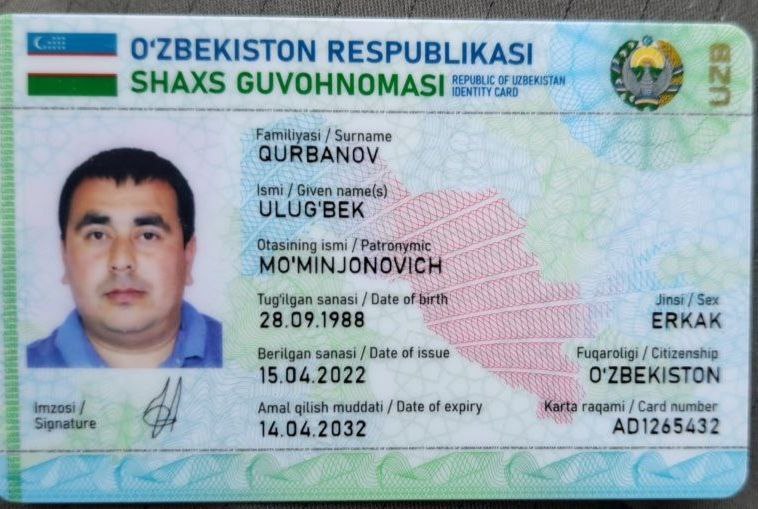 O'ZBEKISTON RESPUBLIKASI
SHAXS GUVOHNOMASI REPUBLIC OF UZBEKISTAN
IDENTITY CARD
UZB
Familiyasi / Surname
QURBANOV
Ismi / Given name(s)
ULUG'BEK
Otasining ismi / Patronymic
MO'MINJONOVICH
Tug'ilgan sanasi / Date of birth
28.09.1988
Jinsi / Sex
ERKAK
Berilgan sanasi / Date of issue
15.04.2022
Fuqaroligi / Citizenship
O'ZBEKISTON
Imzosi /
Signature
Amal qilish muddati / Date of expiry
14.04.2032
Karta raqami / Card number
AD1265432